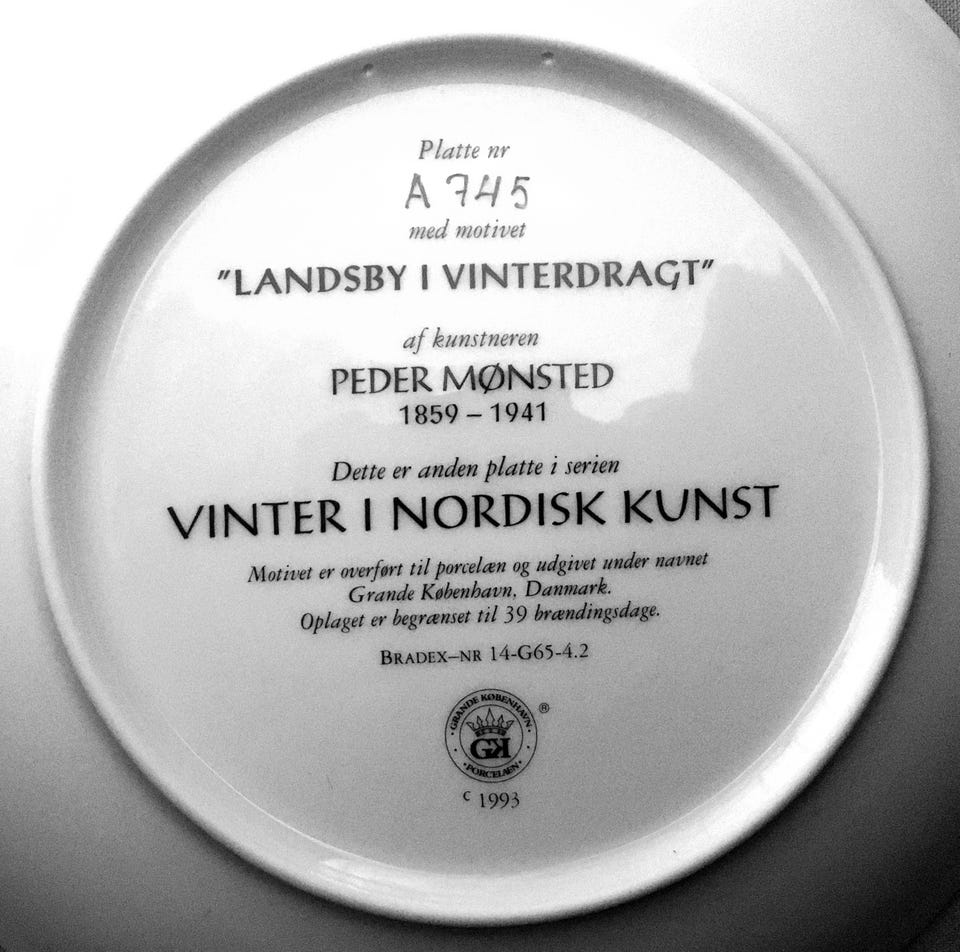 Platte nr
A 745
med motivet
"LANDSBY I VINTERDRAGT"
af kunstneren
PEDER MØNSTED
1859 – 1941
Dette er anden platte i serien
VINTER I NORDISK KUNST
Motivet er overført til porcelæn og udgivet under navnet
Grande København, Danmark.
Oplaget er begrænset til 39 brændingsdage.
BRADEX–NR 14-G65-4.2
GRANDE KØBENHAVN
®
GK
PORCELÆN
c 1993